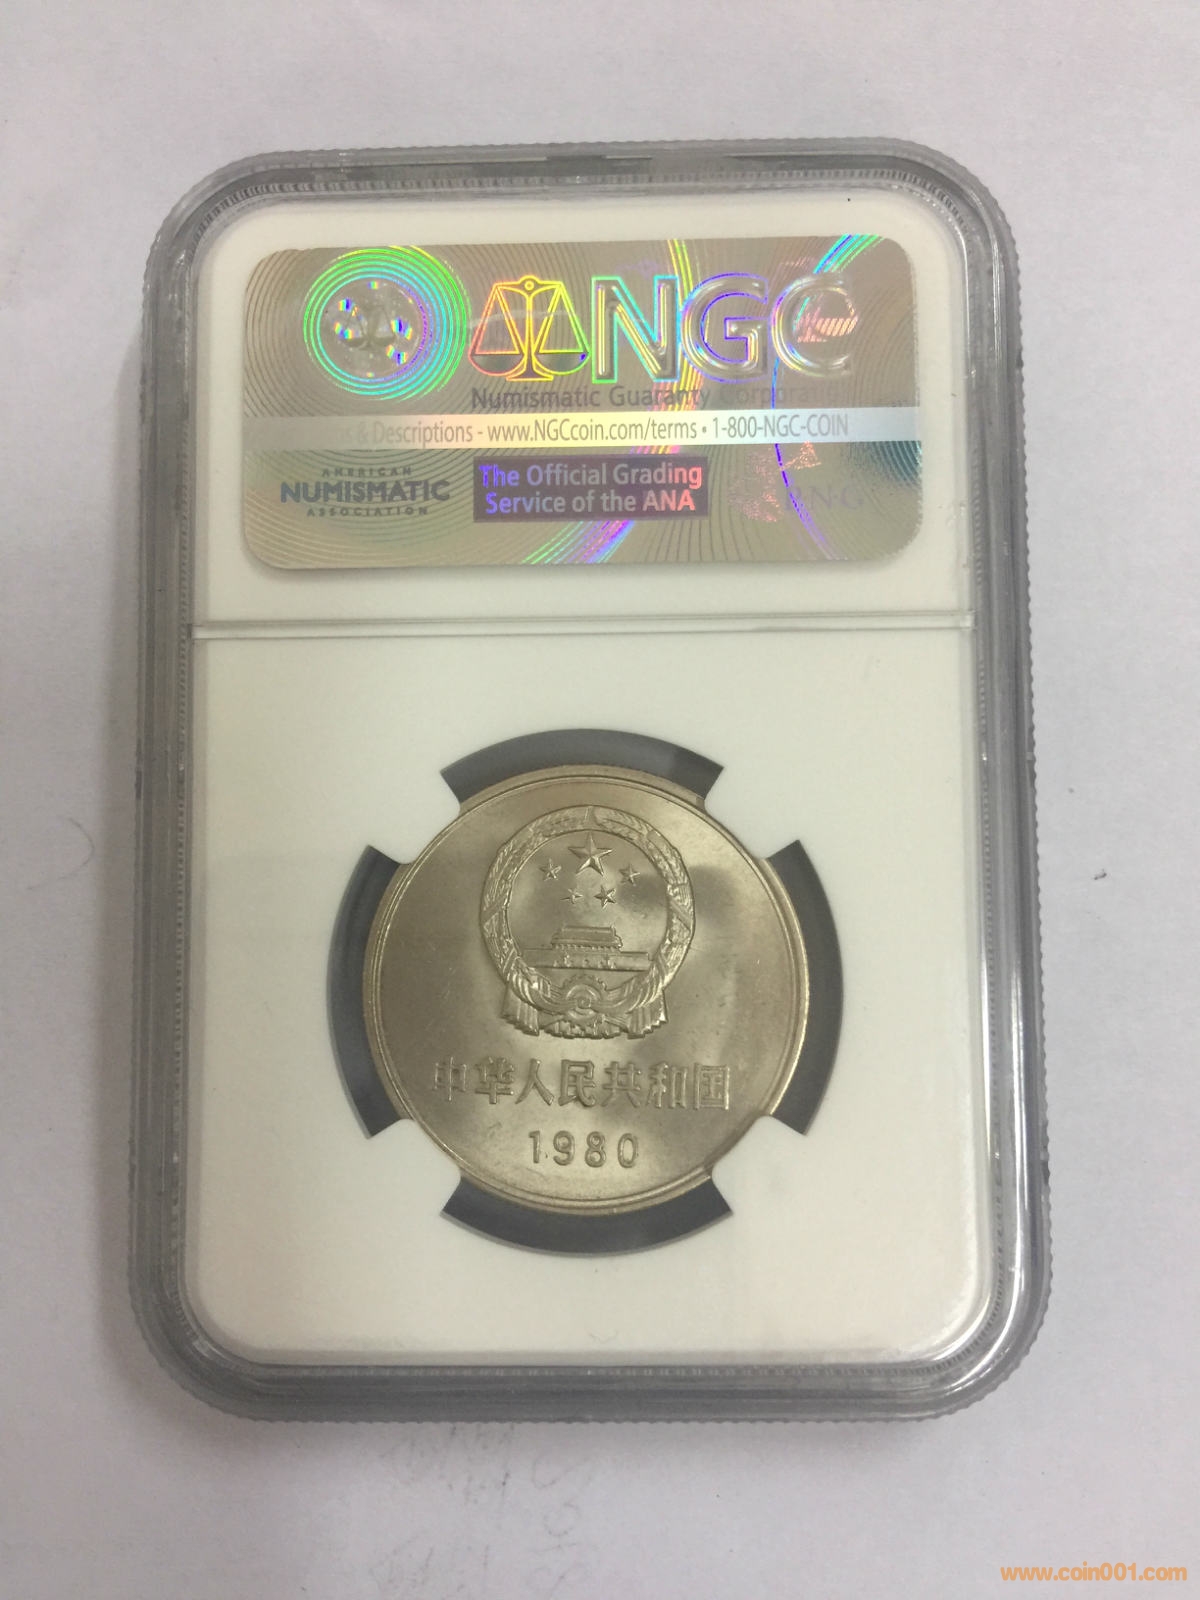 NGC
Numismatic Guaranty Corporation
& Descriptions - www.NGCcoin.com/terms • 1-800-NGC-COIN
AMERICAN
NUMISMATIC
ASSOCIATION
The Official Grading
Service of the ANA
PNG
中华人民共和国
1980
www.coin001.com